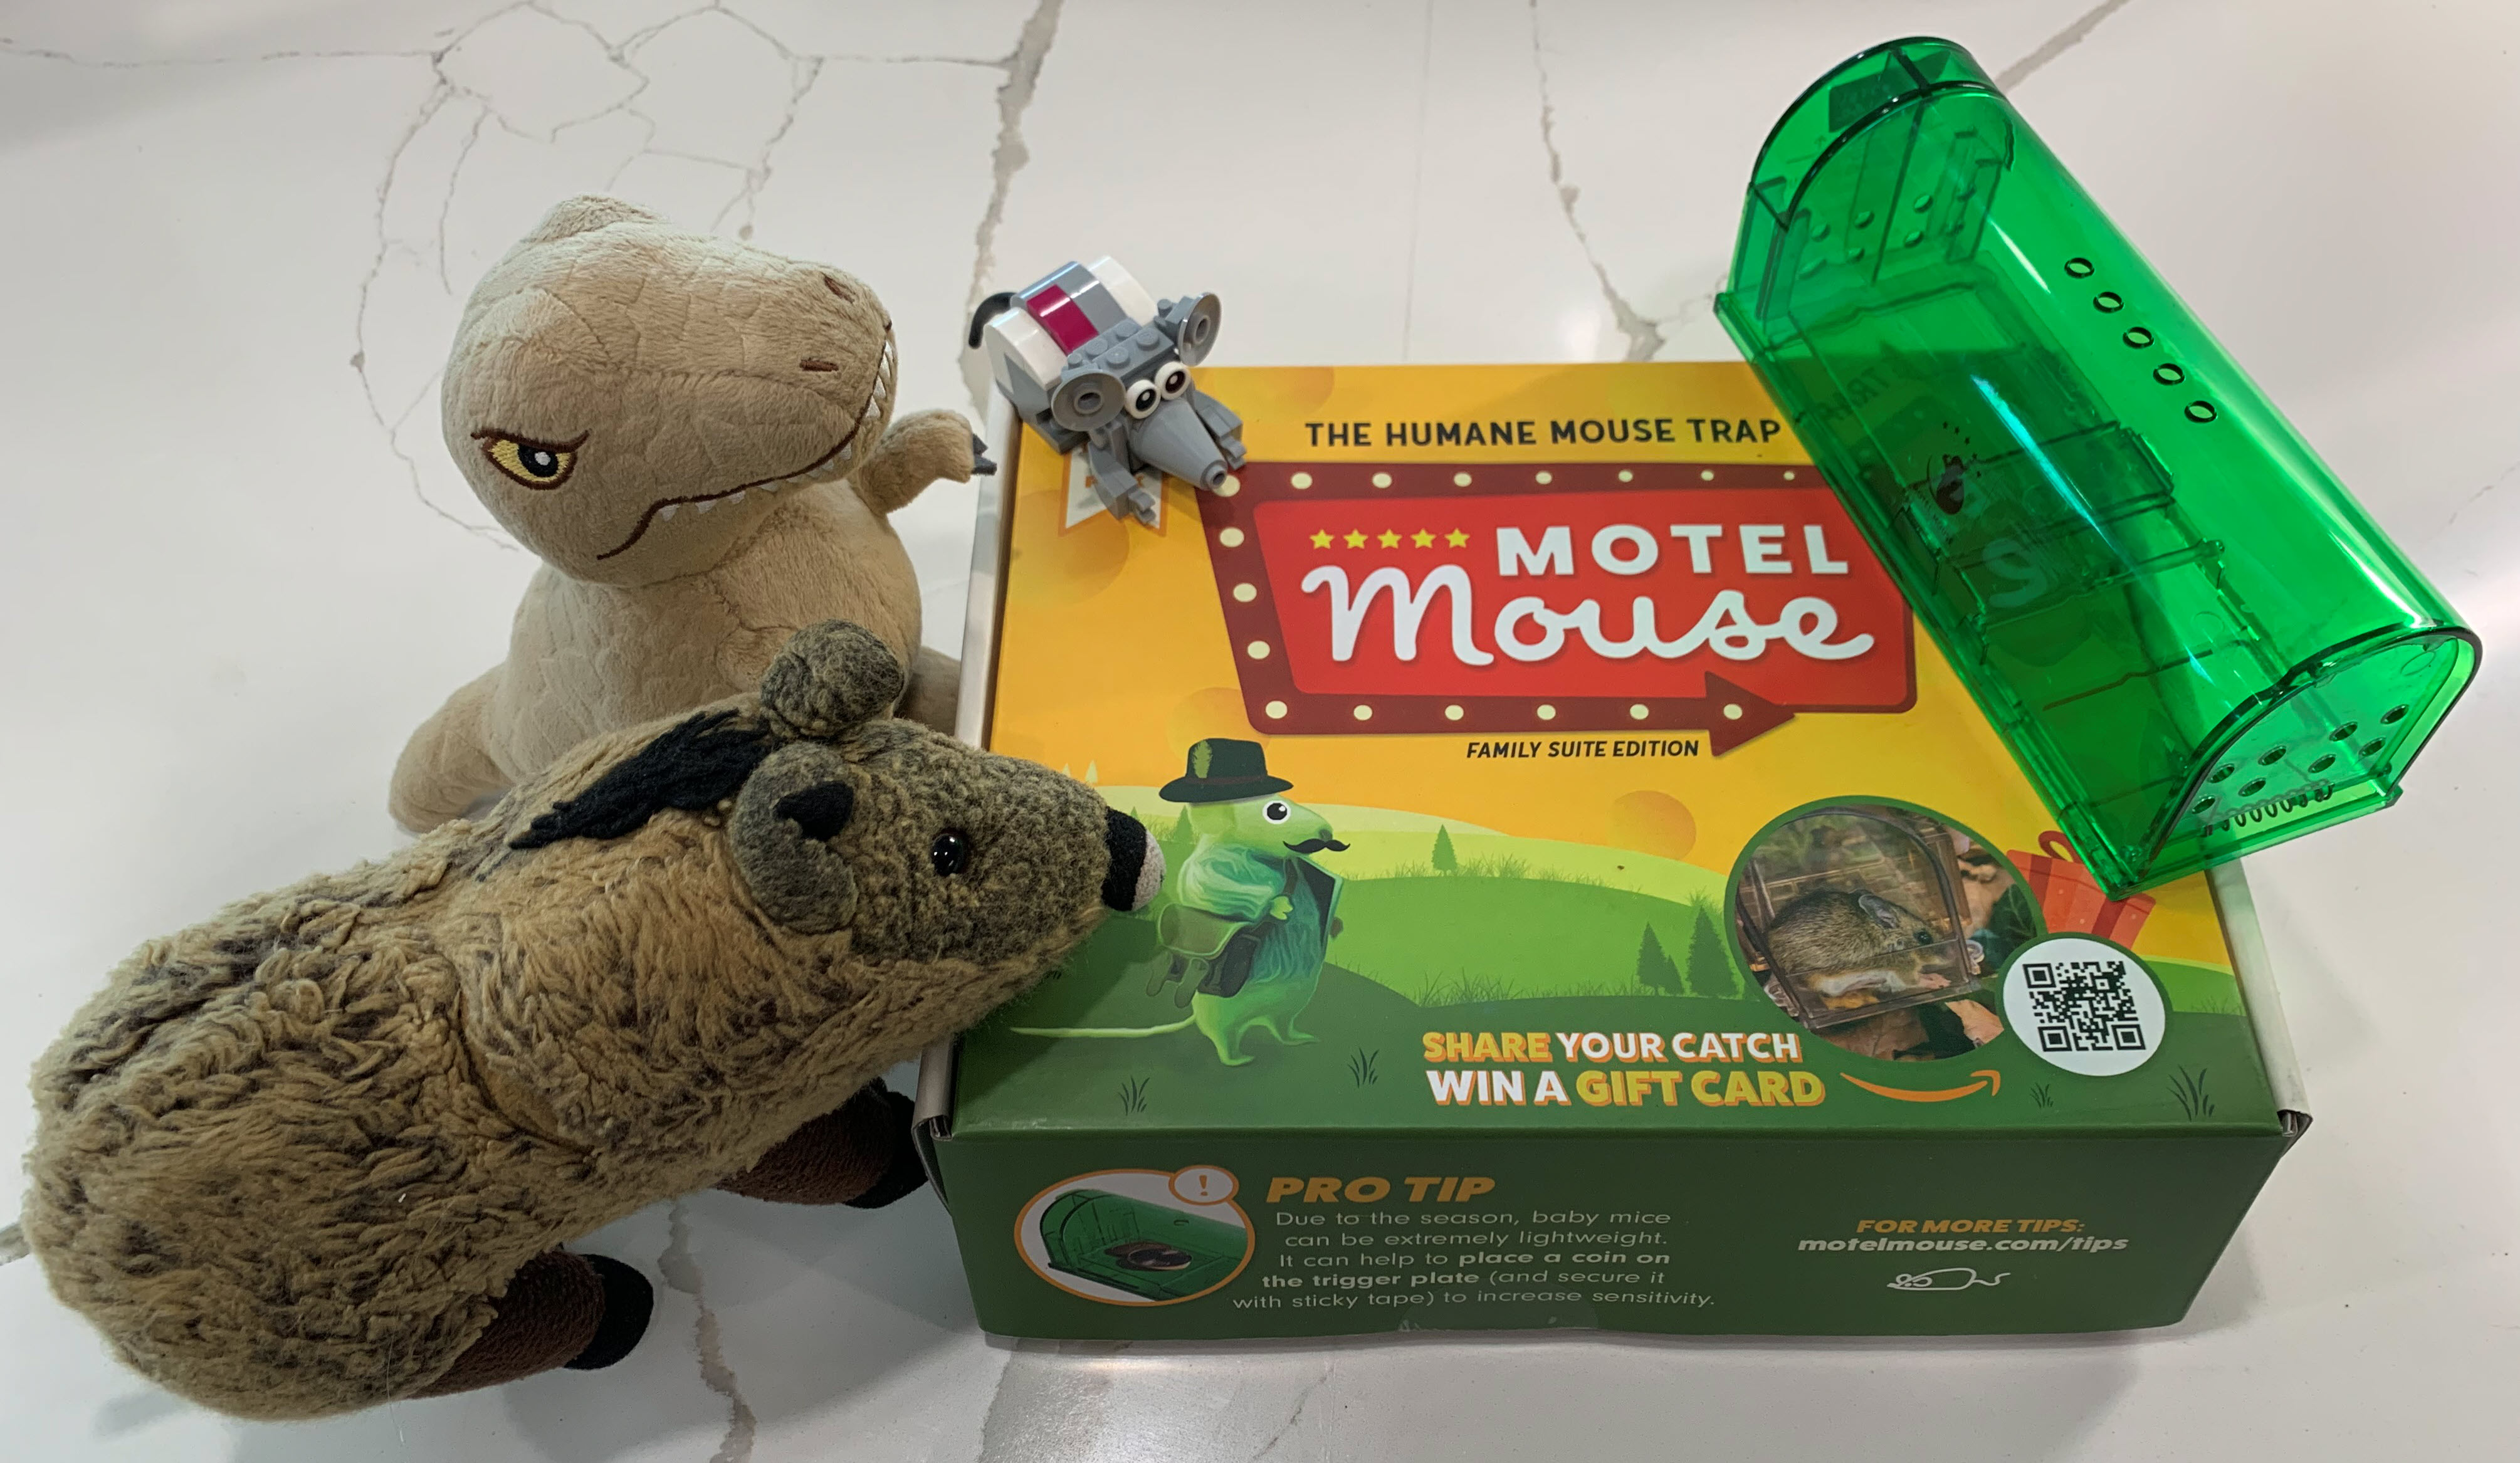 THE HUMANE MOUSE TRAP
MOTEL
Mouse
FAMILY SUITE EDITION
SHARE YOUR CATCH
WIN A GIFT CARD
!
PRO TIP
Due to the season, baby mice
can be extremely lightweight.
It can help to place a coin on
the trigger plate (and secure it
with sticky tape) to increase sensitivity.
FOR MORE TIPS:
motelmouse.com/tips